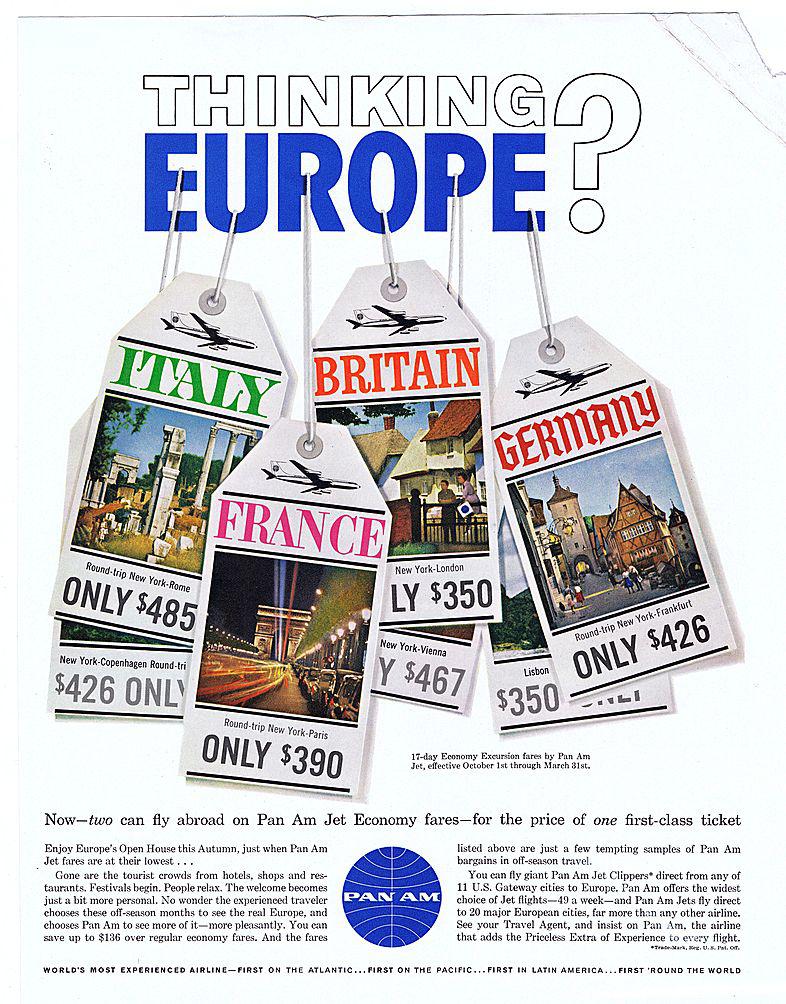 THINKING
EUROPE?
ITALY
Round-trip New York-Rome
ONLY $485
BRITAIN
New York-London
LY $350
GERMANY
Round-trip New York-Frankfurt
ONLY $426
FRANCE
Round-trip New York-Paris
ONLY $390
New York-Copenhagen Round-tri
$426 ONLY
New York-Vienna
Y $467
Lisbon
$350
17-day Economy Excursion fares by Pan Am
Jet, effective October 1st through March 31st.
Now—two can fly abroad on Pan Am Jet Economy fares—for the price of one first-class ticket
Enjoy Europe's Open House this Autumn, just when Pan Am
Jet fares are at their lowest . . .
Gone are the tourist crowds from hotels, shops and res-
taurants. Festivals begin. People relax. The welcome becomes
just a bit more personal. No wonder the experienced traveler
chooses these off-season months to see the real Europe, and
chooses Pan Am to see more of it—more pleasantly. You can
save up to $136 over regular economy fares. And the fares
PAN AM
listed above are just a few tempting samples of Pan Am
bargains in off-season travel.
You can fly giant Pan Am Jet Clippers* direct from any of
11 U.S. Gateway cities to Europe. Pan Am offers the widest
choice of Jet flights—49 a week—and Pan Am Jets fly direct
to 20 major European cities, far more than any other airline.
See your Travel Agent, and insist on Pan Am, the airline
that adds the Priceless Extra of Experience to every flight.
*Trade-Mark, Reg. U.S. Pat. Off.
WORLD'S MOST EXPERIENCED AIRLINE—FIRST ON THE ATLANTIC...FIRST ON THE PACIFIC...FIRST IN LATIN AMERICA...FIRST 'ROUND THE WORLD